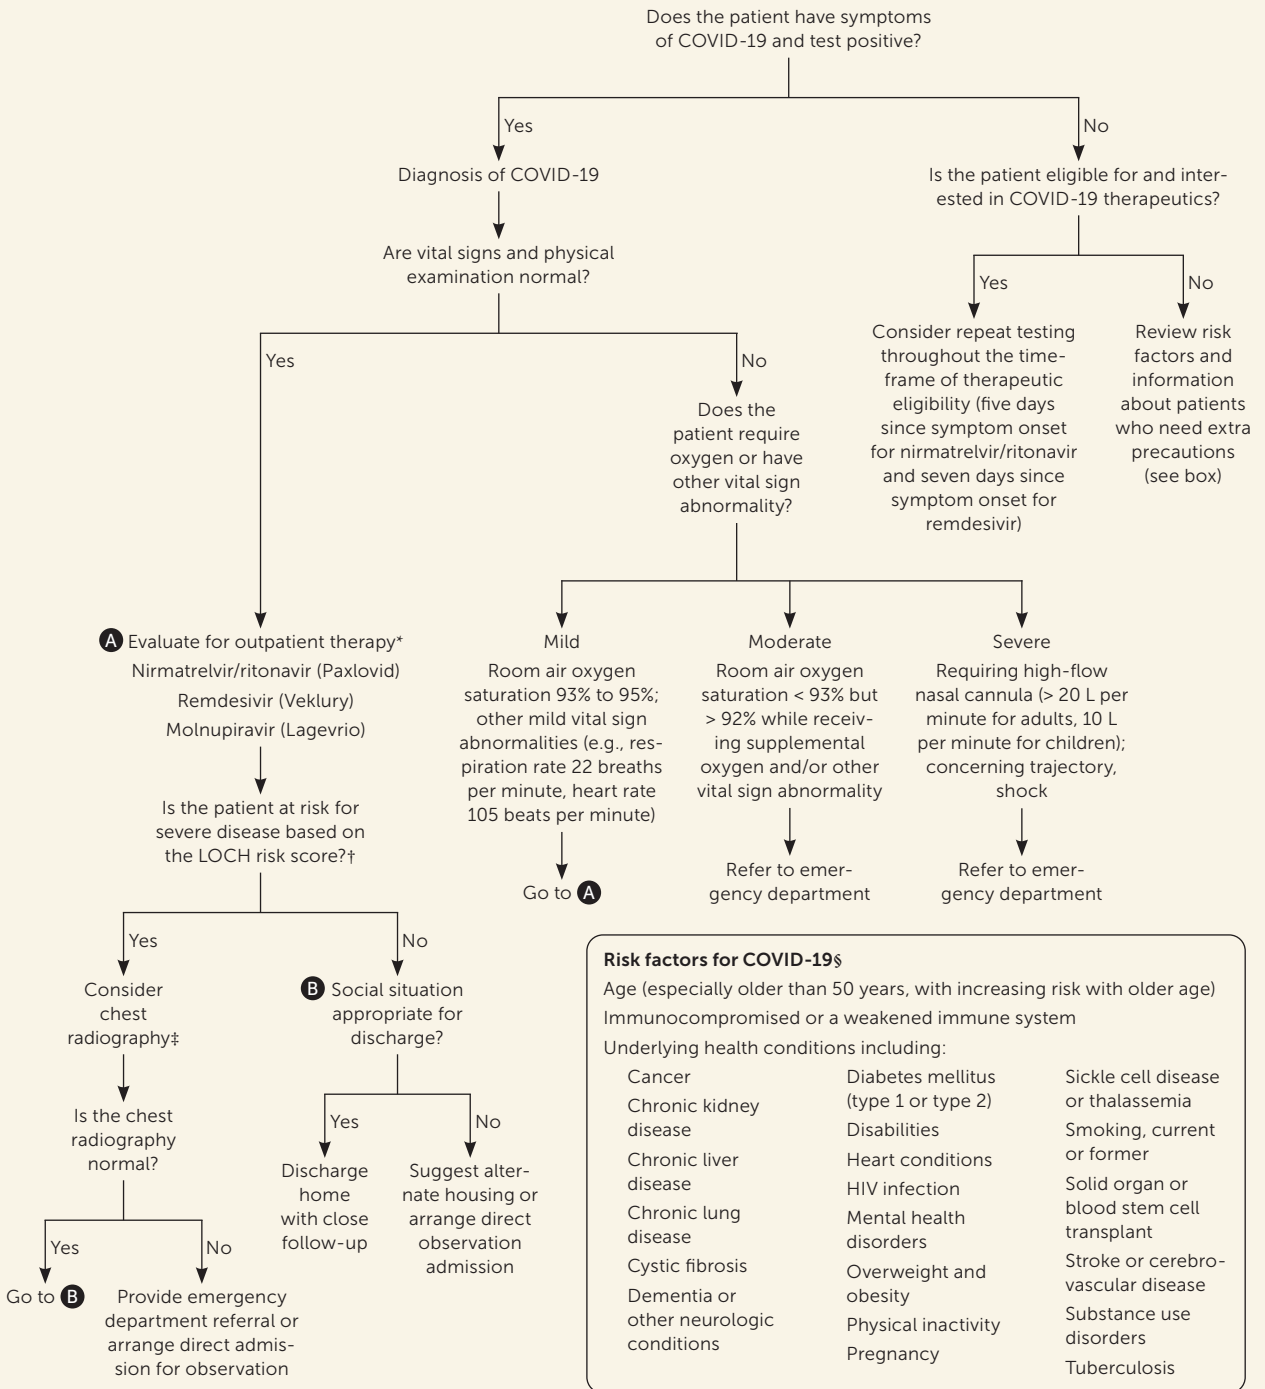 Does the patient have symptoms
of COVID-19 and test positive?
Yes
No
Diagnosis of COVID-19
Is the patient eligible for and inter-
ested in COVID-19 therapeutics?
Are vital signs and physical
examination normal?
Yes
No
Consider repeat testing
throughout the time-
frame of therapeutic
eligibility (five days
since symptom onset
for nirmatrelvir/ritonavir
and seven days since
symptom onset for
remdesivir)
Review risk
factors and
information
about patients
who need extra
precautions
(see box)
Yes
No
Does the
patient require
oxygen or have
other vital sign
abnormality?
A Evaluate for outpatient therapy*
Nirmatrelvir/ritonavir (Paxlovid)
Remdesivir (Veklury)
Molnupiravir (Lagevrio)
Mild
Room air oxygen
saturation 93% to 95%;
other mild vital sign
abnormalities (e.g., res-
piration rate 22 breaths
per minute, heart rate
105 beats per minute)
Go to A
Moderate
Room air oxygen
saturation < 93% but
> 92% while receiv-
ing supplemental
oxygen and/or other
vital sign abnormality
Refer to emer-
gency department
Severe
Requiring high-flow
nasal cannula (> 20 L per
minute for adults, 10 L
per minute for children);
concerning trajectory,
shock
Refer to emer-
gency department
Is the patient at risk for
severe disease based on
the LOCH risk score?†
Yes
No
Consider
chest
radiography‡
Is the chest
radiography
normal?
Yes
No
Go to B
Provide emergency
department referral or
arrange direct admis-
sion for observation
B Social situation
appropriate for
discharge?
Yes
No
Discharge
home
with close
follow-up
Suggest alter-
nate housing or
arrange direct
observation
admission
Risk factors for COVID-19§
Age (especially older than 50 years, with increasing risk with older age)
Immunocompromised or a weakened immune system
Underlying health conditions including:
Cancer
Chronic kidney
disease
Chronic liver
disease
Chronic lung
disease
Cystic fibrosis
Dementia or
other neurologic
conditions
Diabetes mellitus
(type 1 or type 2)
Disabilities
Heart conditions
HIV infection
Mental health
disorders
Overweight and
obesity
Physical inactivity
Pregnancy
Sickle cell disease
or thalassemia
Smoking, current
or former
Solid organ or
blood stem cell
transplant
Stroke or cerebro-
vascular disease
Substance use
disorders
Tuberculosis